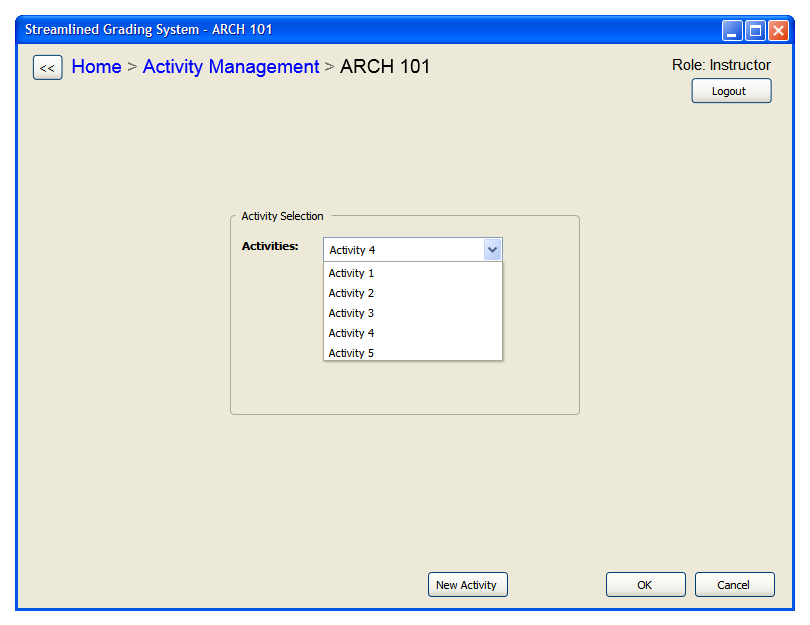 Streamlined Grading System - ARCH 101
<< Home > Activity Management > ARCH 101
Role: Instructor
Logout
Activity Selection
Activities: Activity 4
Activity 1
Activity 2
Activity 3
Activity 4
Activity 5
New Activity OK Cancel